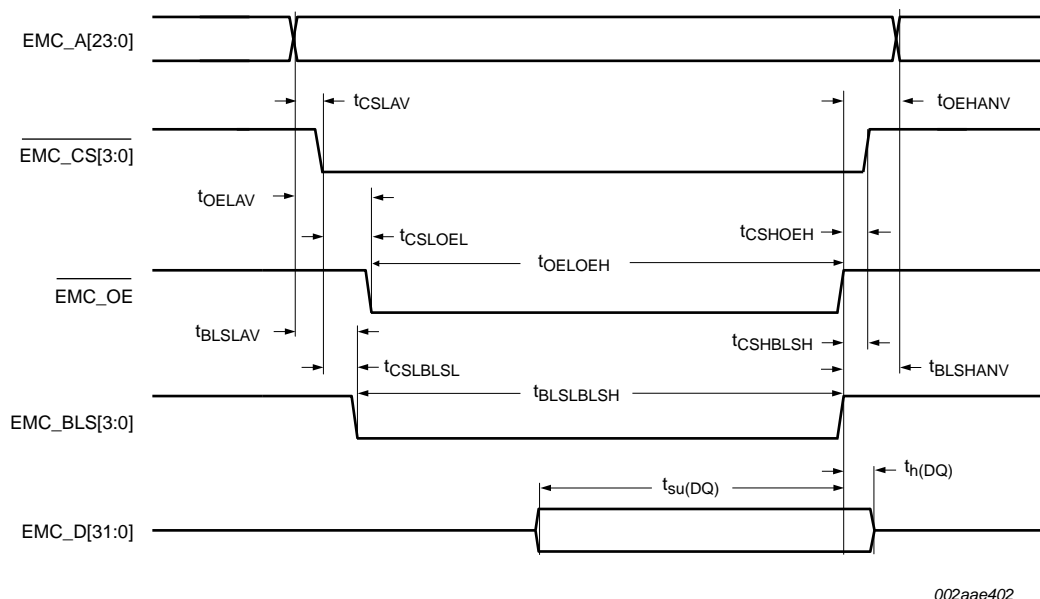 EMC_A[23:0]
tCSLAV
tOEHANV
EMC_CS[3:0]
tOELAV
tCSLOEL
tCSHOEH
tOELOEH
EMC_OE
tBLSLAV
tCSHBLSH
tCSLBLSL
tBLSHANV
tBLSLBLSH
EMC_BLS[3:0]
th(DQ)
tsu(DQ)
EMC_D[31:0]
002aae402